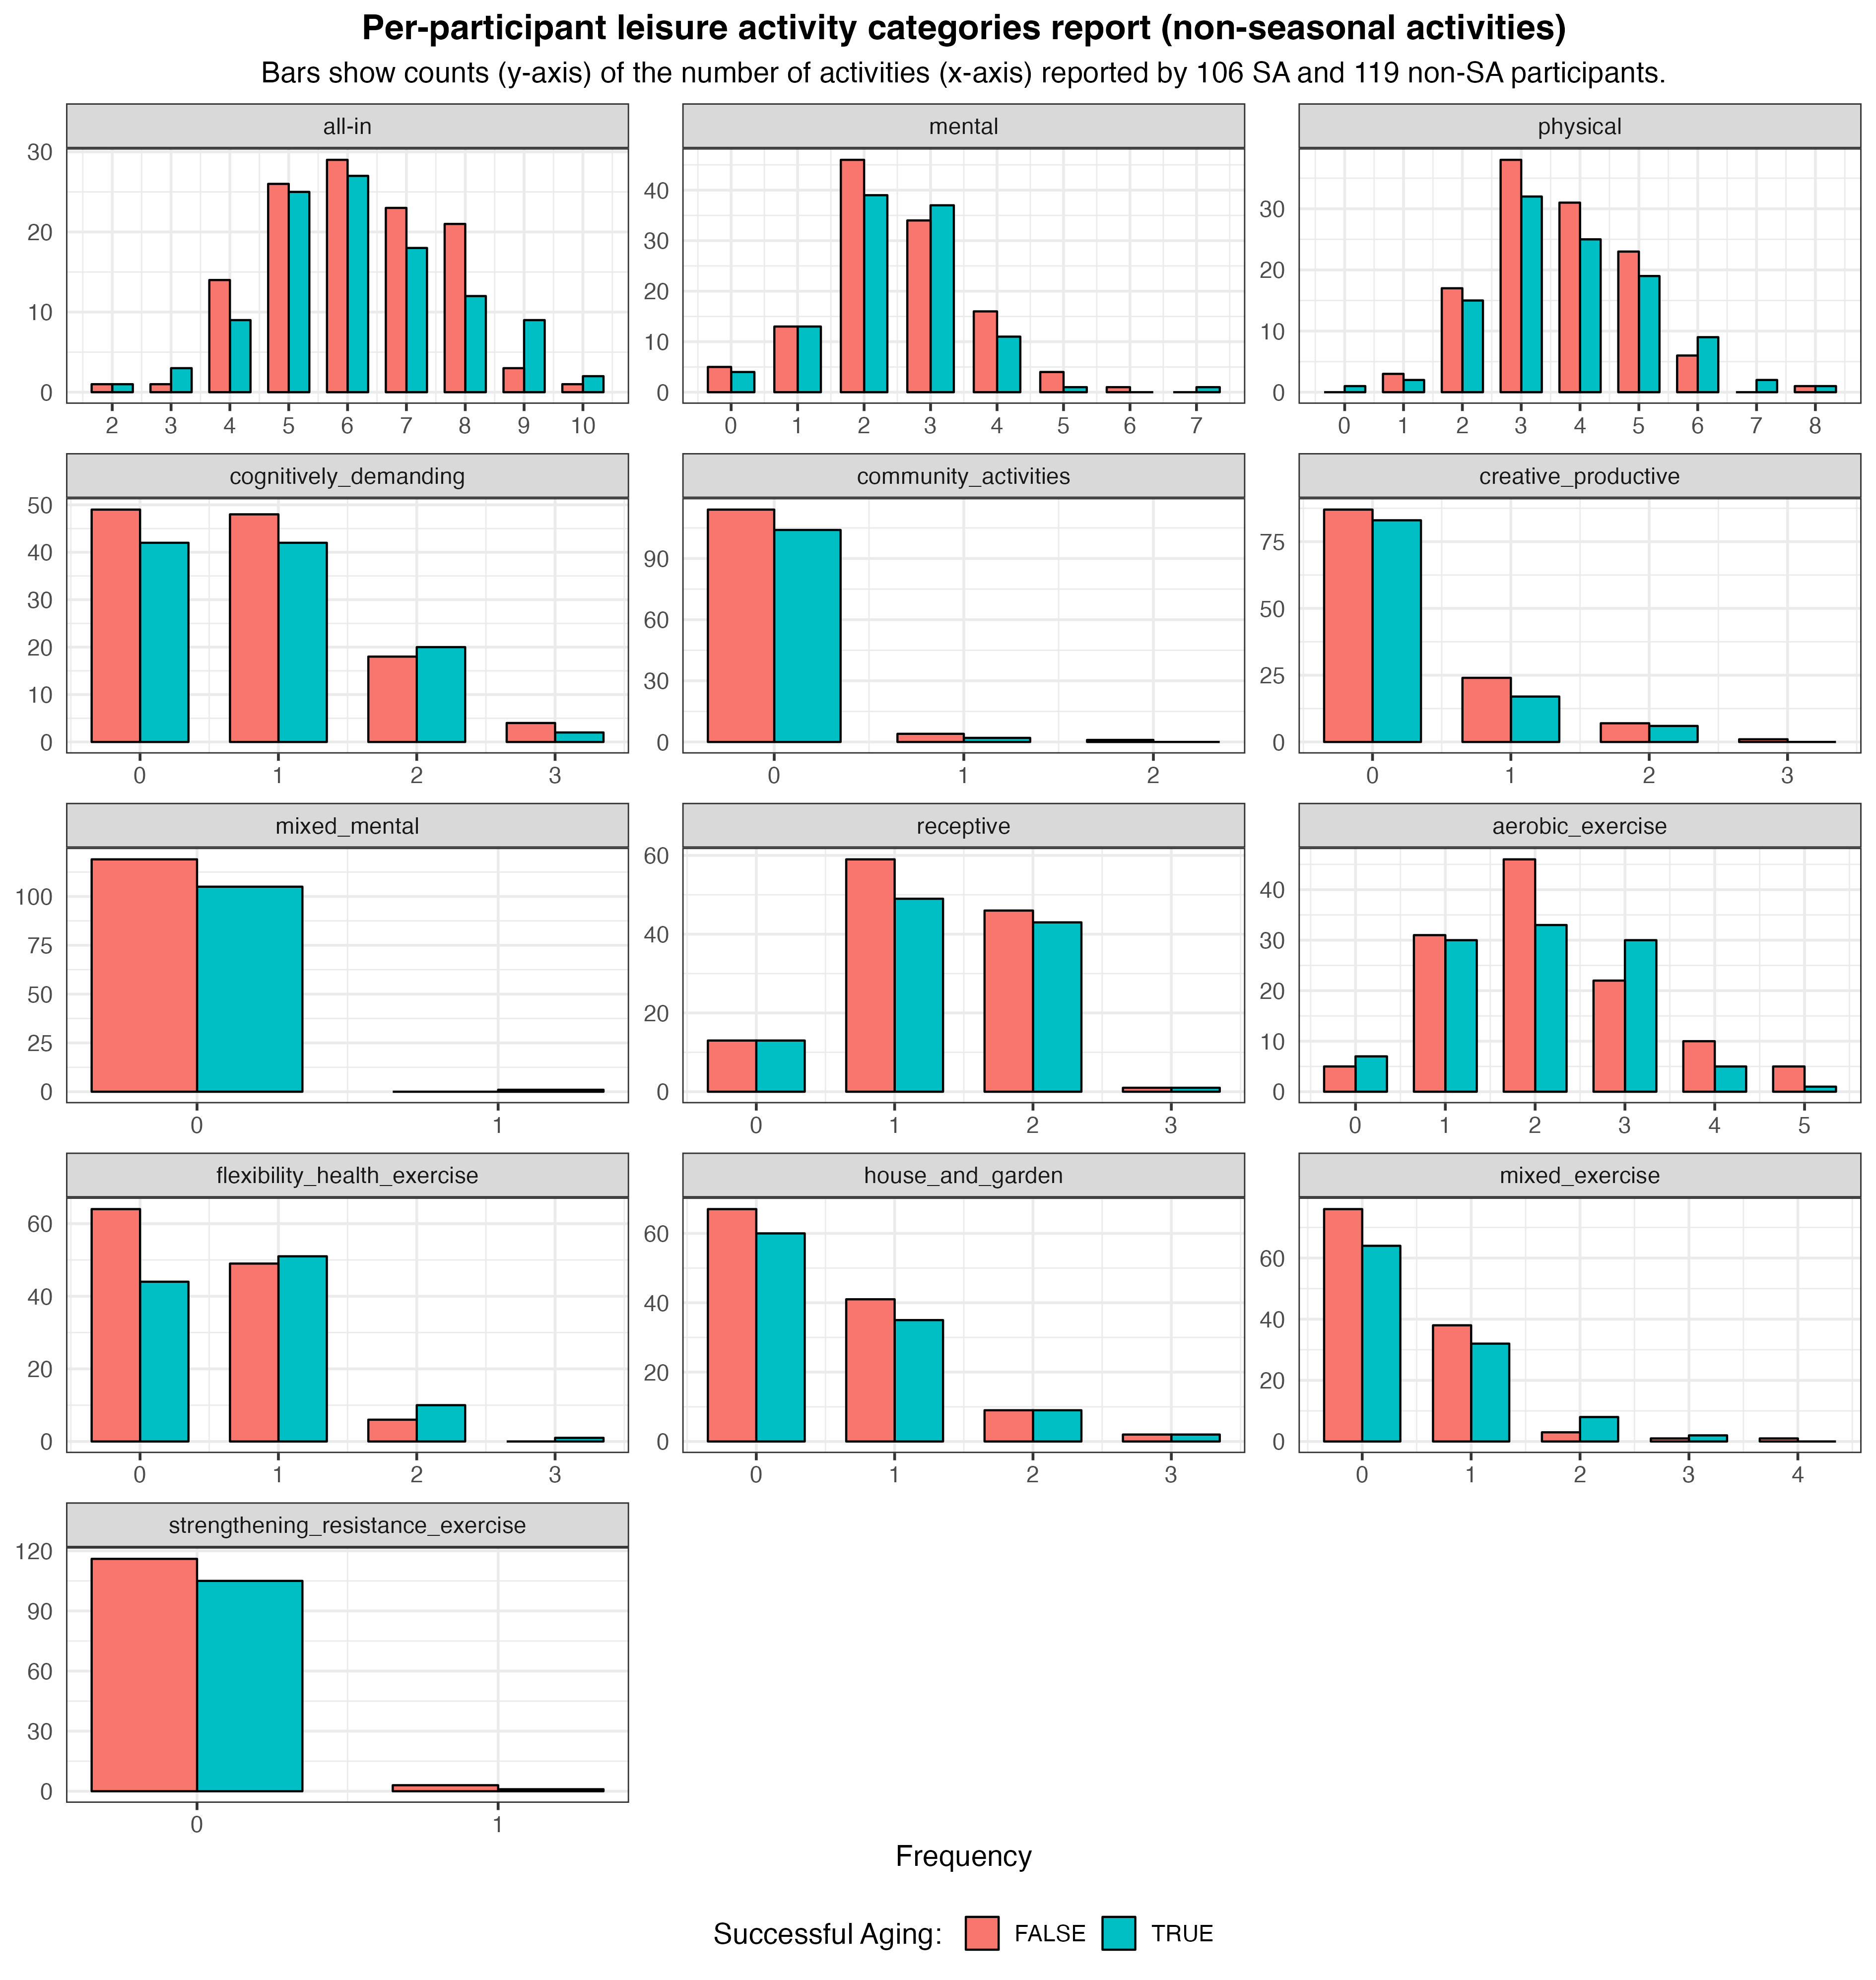 Per-participant leisure activity categories report (non-seasonal activities)
Bars show counts (y-axis) of the number of activities (x-axis) reported by 106 SA and 119 non-SA participants.
all-in
30
20
10
0
2 3 4 5 6 7 8 9 10
mental
40
30
20
10
0
0 1 2 3 4 5 6 7
physical
30
20
10
0
0 1 2 3 4 5 6 7 8
cognitively_demanding
50
40
30
20
10
0
0 1 2 3
community_activities
90
60
30
0
0 1 2
creative_productive
75
50
25
0
0 1 2 3
mixed_mental
100
75
50
25
0
0 1
receptive
60
40
20
0
0 1 2 3
aerobic_exercise
40
30
20
10
0
0 1 2 3 4 5
flexibility_health_exercise
60
40
20
0
0 1 2 3
house_and_garden
60
40
20
0
0 1 2 3
mixed_exercise
60
40
20
0
0 1 2 3 4
strengthening_resistance_exercise
120
90
60
30
0
0 1
Frequency
Successful Aging: FALSE TRUE